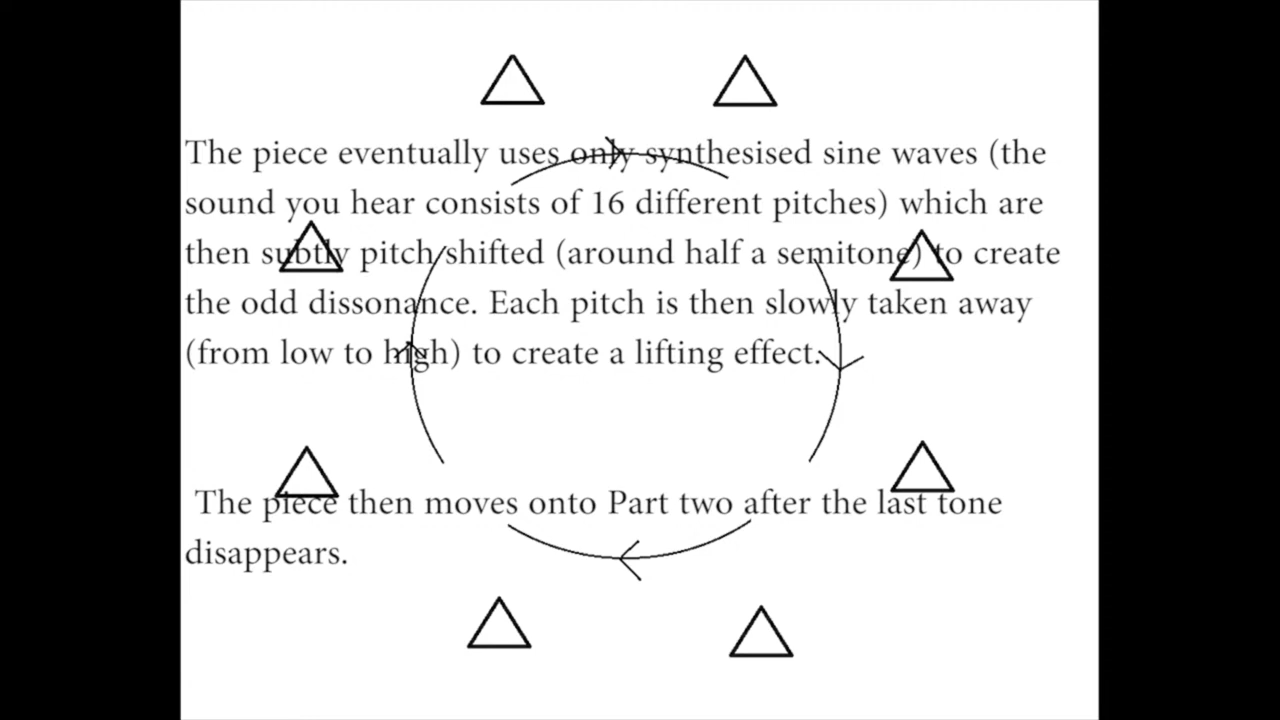 The piece eventually uses only synthesised sine waves (the
sound you hear consists of 16 different pitches) which are
then subtly pitch shifted (around half a semitone) to create
the odd dissonance. Each pitch is then slowly taken away
(from low to high) to create a lifting effect.
The piece then moves onto Part two after the last tone
disappears.